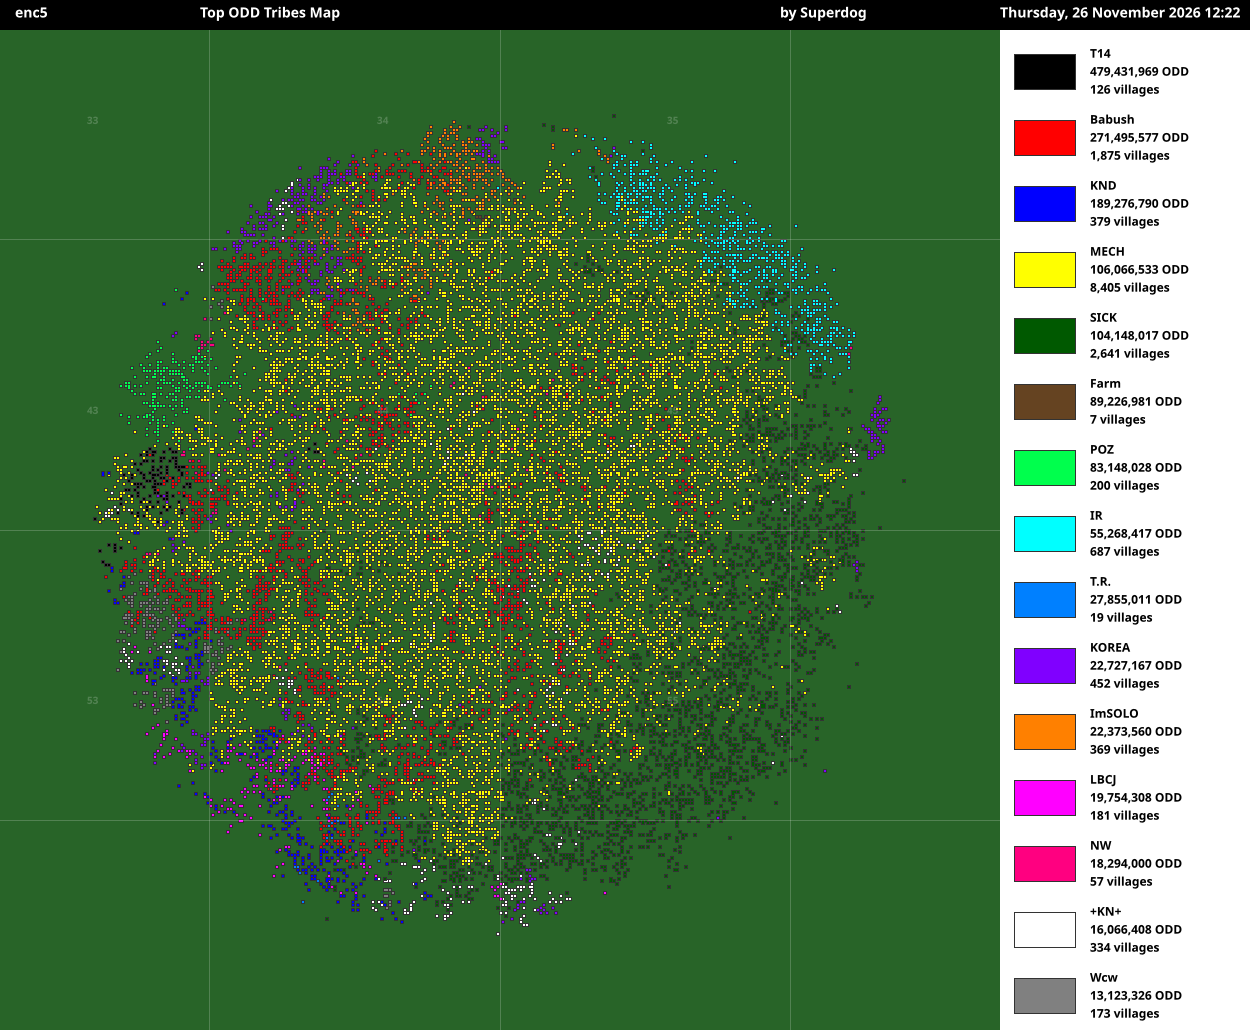 enc5 Top ODD Tribes Map by Superdog Thursday, 26 November 2026 12:22
33 34 35
43
53
T14
479,431,969 ODD
126 villages
Babush
271,495,577 ODD
1,875 villages
KND
189,276,790 ODD
379 villages
MECH
106,066,533 ODD
8,405 villages
SICK
104,148,017 ODD
2,641 villages
Farm
89,226,981 ODD
7 villages
POZ
83,148,028 ODD
200 villages
IR
55,268,417 ODD
687 villages
T.R.
27,855,011 ODD
19 villages
KOREA
22,727,167 ODD
452 villages
ImSOLO
22,373,560 ODD
369 villages
LBCJ
19,754,308 ODD
181 villages
NW
18,294,000 ODD
57 villages
+KN+
16,066,408 ODD
334 villages
Wcw
13,123,326 ODD
173 villages